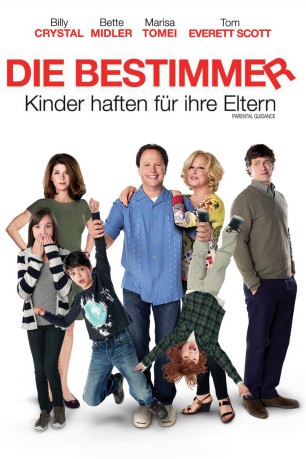 Billy Bette Marisa Tom
CRYSTAL MIDLER TOMEI EVERETT SCOTT
DIE BESTIMMER
Kinder haften für ihre Eltern
PARENTAL GUIDANCE